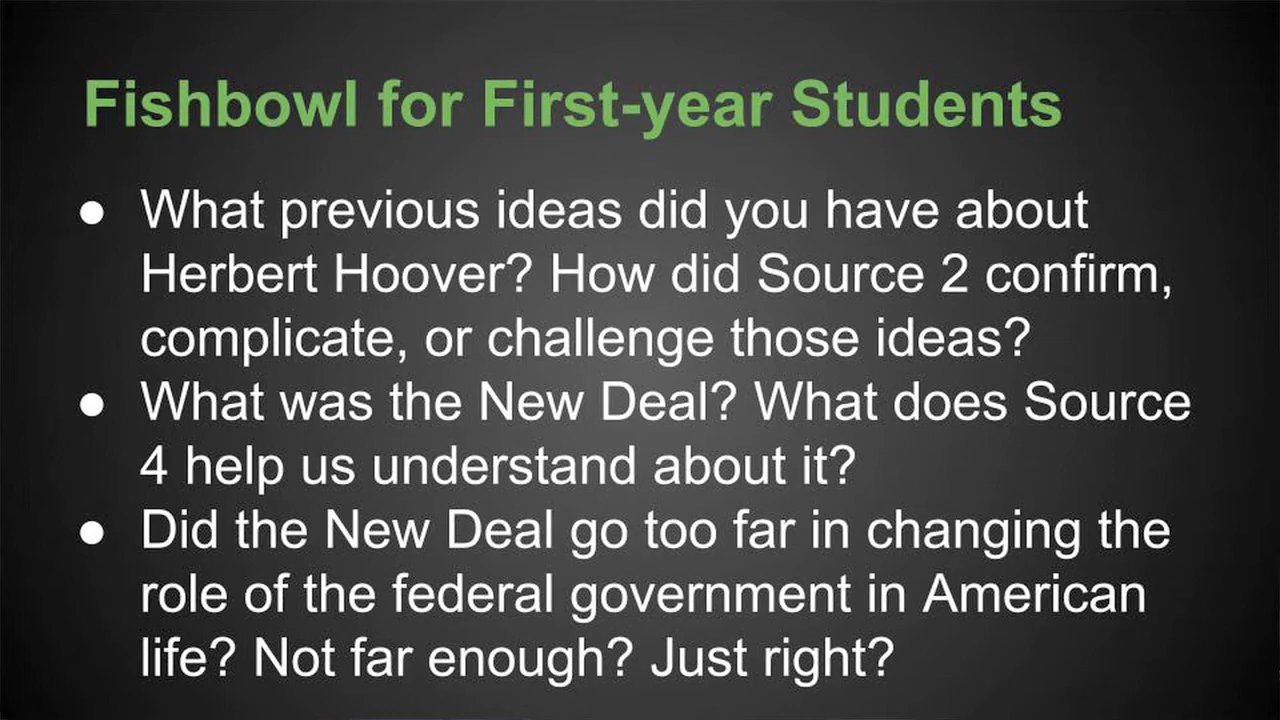 Fishbowl for First-year Students
● What previous ideas did you have about
Herbert Hoover? How did Source 2 confirm,
complicate, or challenge those ideas?
● What was the New Deal? What does Source
4 help us understand about it?
● Did the New Deal go too far in changing the
role of the federal government in American
life? Not far enough? Just right?